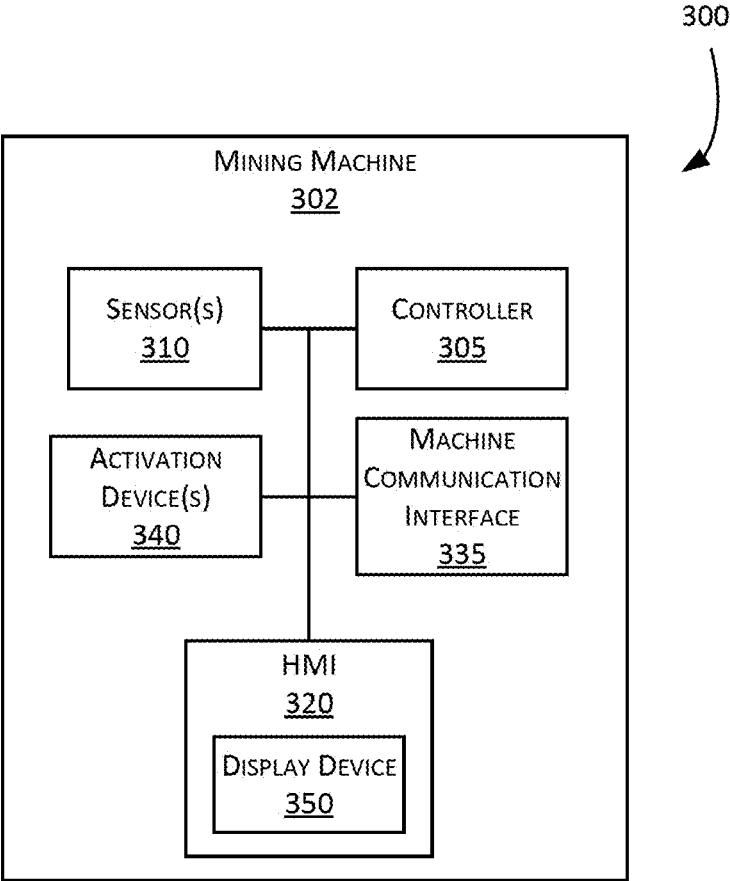 300
Mining Machine
302
Sensor(s)
310
Controller
305
Activation
Device(s)
340
Machine
Communication
Interface
335
HMI
320
Display Device
350